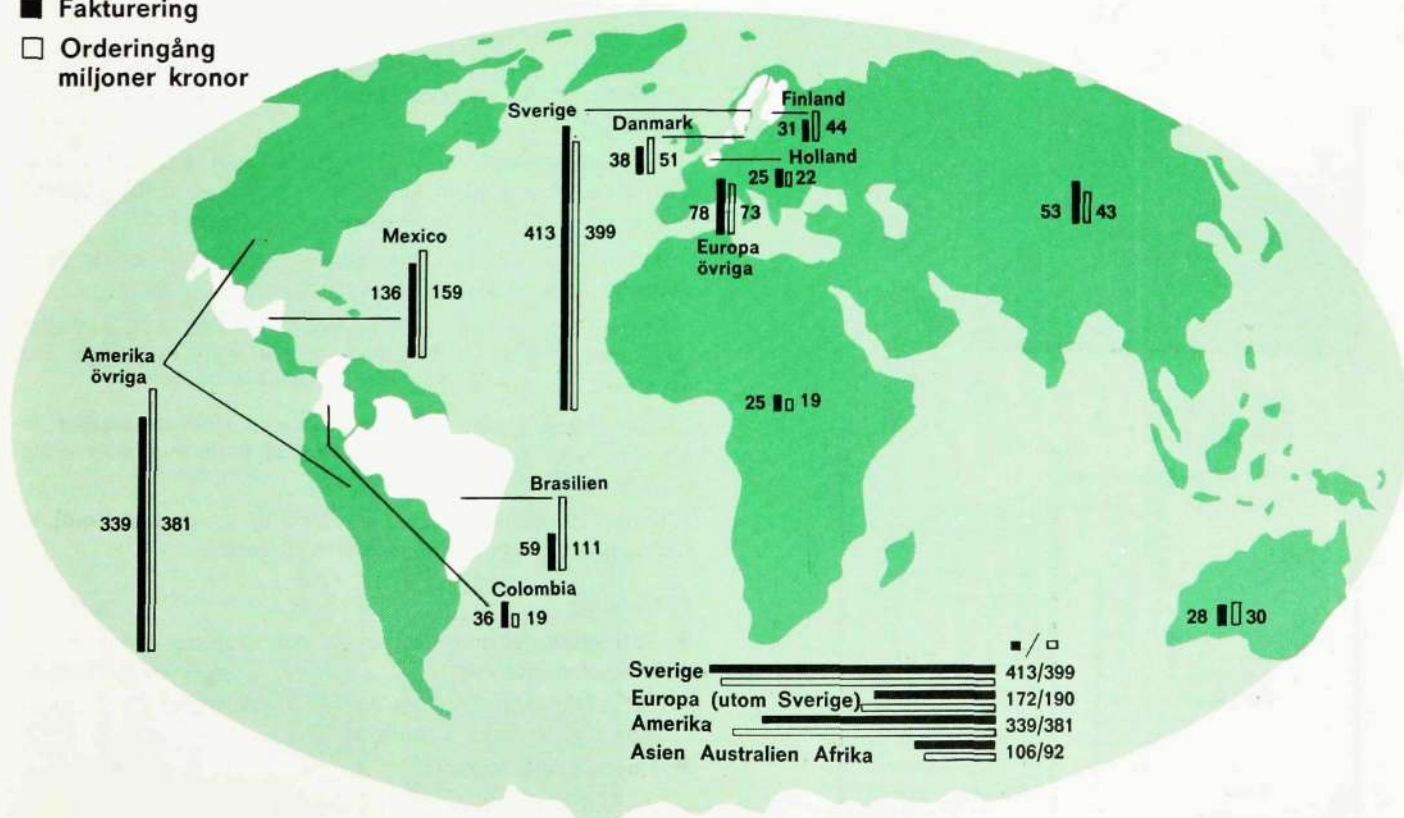 Fakturering
Orderingång
miljoner kronor
Sverige
413 399
Danmark
38 51
Finland
31 44
Holland
25 22
78 73
Europa
övriga
53 43
Mexico
136 159
Amerika
övriga
339 381
25 19
Brasilien
59 111
Colombia
36 19
28 30
/
Sverige 413/399
Europa (utom Sverige) 172/190
Amerika 339/381
Asien Australien Afrika 106/92